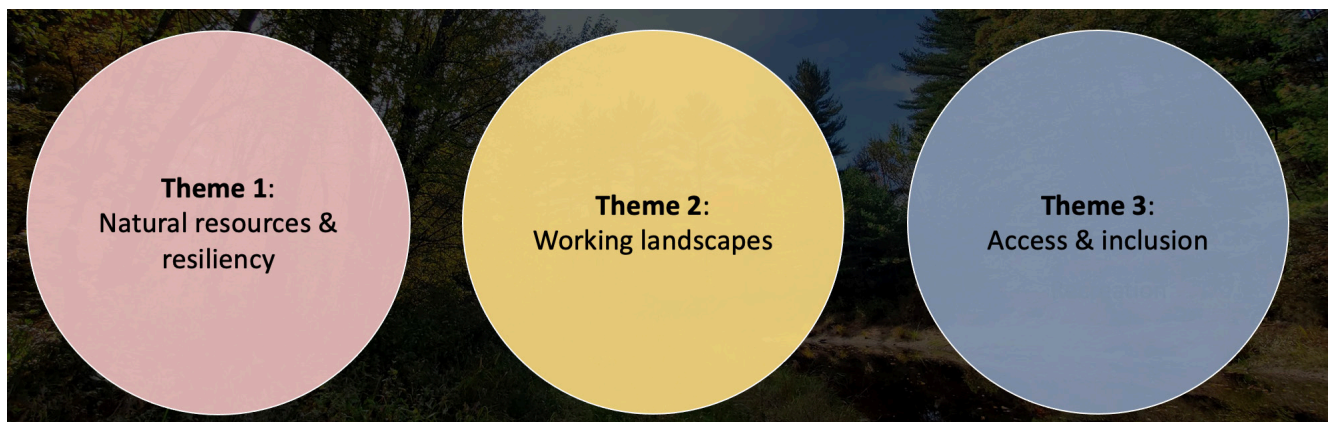 Theme 1:
Natural resources &
resiliency
Theme 2:
Working landscapes
Theme 3:
Access & inclusion